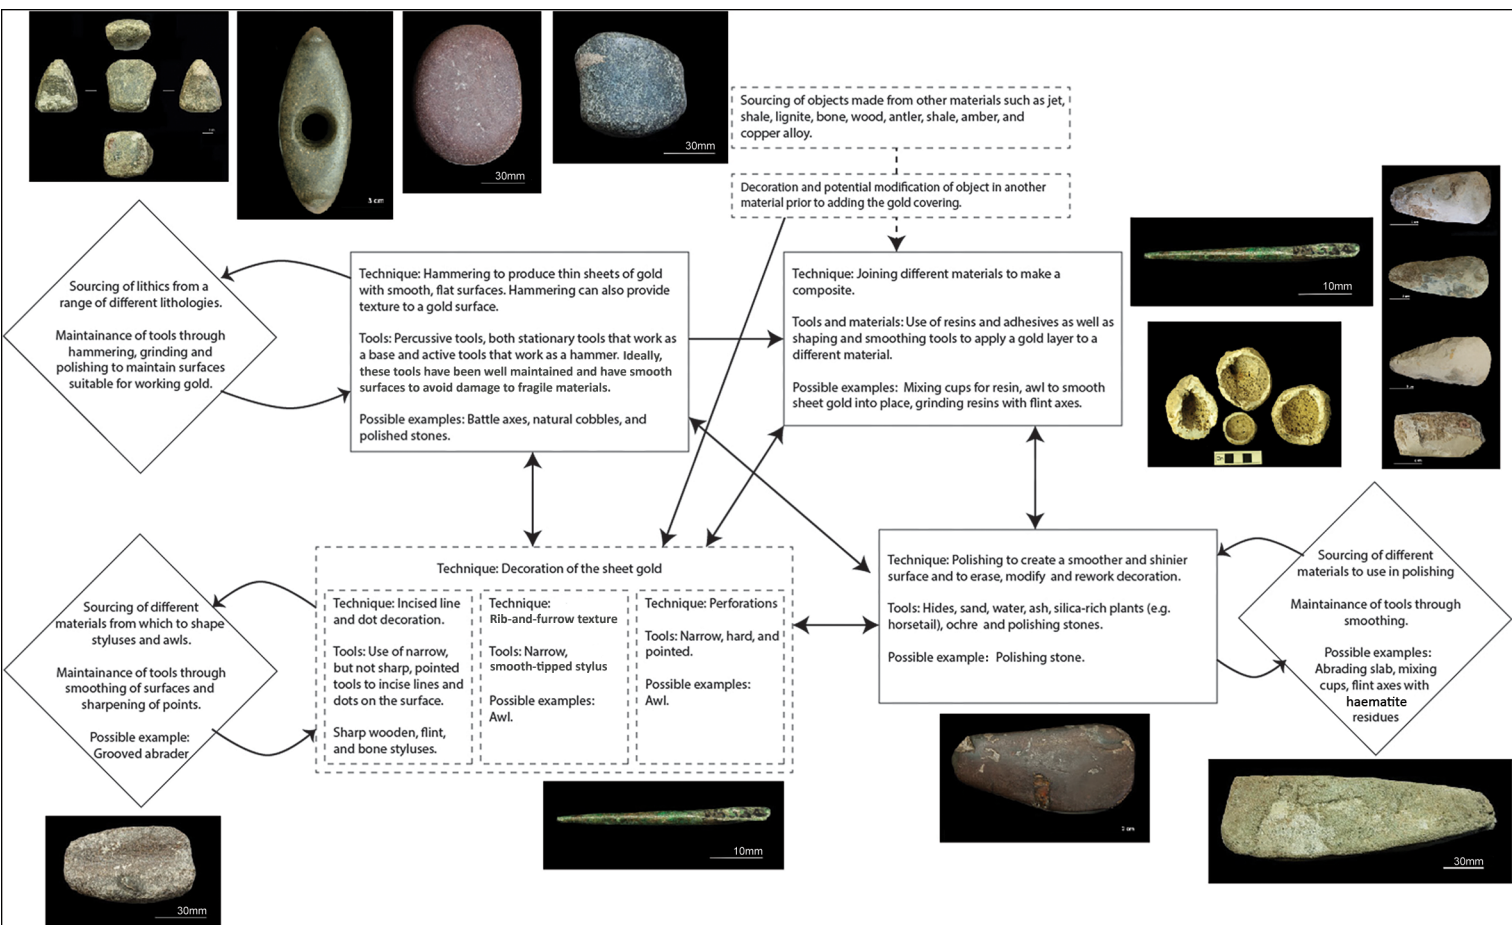 3 cm
30mm
30mm
Sourcing of objects made from other materials such as jet,
shale, lignite, bone, wood, antler, shale, amber, and
copper alloy.
Decoration and potential modification of object in another
material prior to adding the gold covering.
Sourcing of lithics from a
range of different lithologies.
Maintainance of tools through
hammering, grinding and
polishing to maintain surfaces
suitable for working gold.
Technique: Hammering to produce thin sheets of gold
with smooth, flat surfaces. Hammering can also provide
texture to a gold surface.
Tools: Percussive tools, both stationary tools that work as
a base and active tools that work as a hammer. Ideally,
these tools have been well maintained and have smooth
surfaces to avoid damage to fragile materials.
Possible examples: Battle axes, natural cobbles, and
polished stones.
Technique: Joining different materials to make a
composite.
Tools and materials: Use of resins and adhesives as well as
shaping and smoothing tools to apply a gold layer to a
different material.
Possible examples: Mixing cups for resin, awl to smooth
sheet gold into place, grinding resins with flint axes.
10mm
Sourcing of different
materials from which to shape
styluses and awls.
Maintainance of tools through
smoothing of surfaces and
sharpening of points.
Possible example:
Grooved abrader
Technique: Decoration of the sheet gold
Technique: Incised line
and dot decoration.
Tools: Use of narrow,
but not sharp, pointed
tools to incise lines and
dots on the surface.
Sharp wooden, flint,
and bone styluses.
Technique:
Rib-and-furrow texture
Tools: Narrow,
smooth-tipped stylus
Possible examples:
Awl.
Technique: Perforations
Tools: Narrow, hard, and
pointed.
Possible examples:
Awl.
Technique: Polishing to create a smoother and shinier
surface and to erase, modify and rework decoration.
Tools: Hides, sand, water, ash, silica-rich plants (e.g.
horsetail), ochre and polishing stones.
Possible example: Polishing stone.
Sourcing of different
materials to use in polishing
Maintainance of tools through
smoothing.
Possible examples:
Abrading slab, mixing
cups, flint axes with
haematite
residues
30mm
10mm
3 cm
30mm